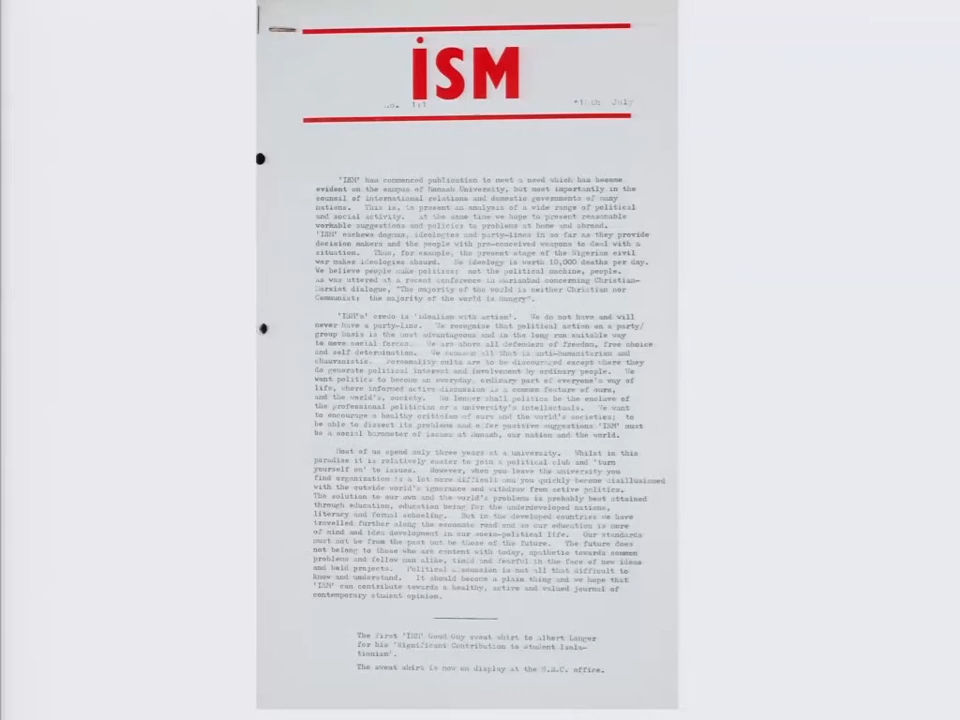 iSM
no. 1:1
July
'ISM' has commenced publication to meet a need which has become
evident on the campus of Monash University, but most importantly in the
council of international relations and domestic governments of many
nations. This is, to present an analysis of a wide range of political
and social activity. At the same time we hope to present reasonable
workable suggestions and policies to problems at home and abroad.
'ISM' eschews dogmas, ideologies and party-lines in so far as they provide
decision makers and the people with pre-conceived weapons to deal with a
situation. Thus, for example, the present stage of the Nigerian civil
war makes ideologies absurd. No ideology is worth 10,000 deaths per day.
We believe people make politics: not the political machine, people.
As was uttered at a recent conference in Marienbad concerning Christian-
Marxist dialogue, "The majority of the world is neither Christian nor
Communist: the majority of the world is hungry".
'ISM's' credo is 'idealism with action'. We do not have and will
never have a party-line. We recognise that political action on a party/
group basis is the most advantageous and in the long run suitable way
to move social forces. We are above all defenders of freedom, free choice
and self determination. We all that is anti-humanitarian and
chauvanistic. Personality cults are to be discouraged except where they
do generate political interest and involvement by ordinary people. We
want politics to become an everyday, ordinary part of everyone's way of
life, where informed active discussion is a common feature of ours,
and the world's, society. No longer shall politics be the enclave of
the professional politician or a university's intellectuals. We want
to encourage a healthy criticism of ours and the world's societies; to
be able to dissect its problems and offer positive suggestions 'ISM' must
be a social barometer of issues at Monash, our nation and the world.
Most of us spend only three years at a university. Whilst in this
paradise it is relatively easier to join a political club and 'turn
yourself on' to issues. However, when you leave the university you
find organization is a lot more difficult and you quickly become disillusioned
with the outside world's ignorance and withdraw from active politics.
The solution to our own and the world's problems is probably best attained
through education, education being for the underdeveloped nations,
literacy and formal schooling. But in the developed countries we have
travelled further along the economic road and so our education is more
of mind and idea development in our socio-political life. Our standards
must not be from the past but be those of the future. The future does
not belong to those who are content with today, apathetic towards common
problems and fellow man alike, timid and fearful in the face of new ideas
and bold projects. Political discussion is not all that difficult to
know and understand. It should become a plain thing and we hope that
'ISM' can contribute towards a healthy, active and valued journal of
contemporary student opinion.
The first 'ISM' Good Guy sweat shirt to Albert Langer
for his 'Significant Contribution to student Isola-
tionism'.
The sweat shirt is now on display at the office.